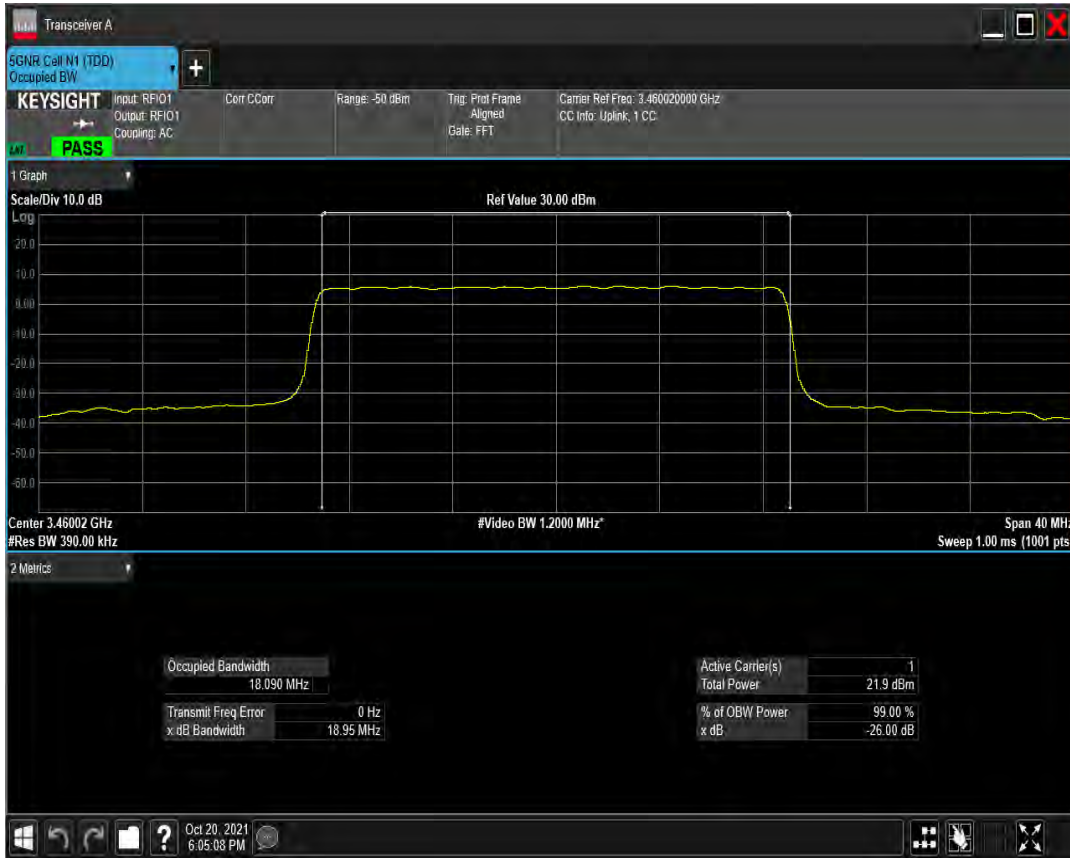 Transceiver A
5GNR Cell N1 (TDD)
Occupied BW
+
KEYSIGHT
Input: RFIO1
Output: RFIO1
Coupling: AC
Corr CCorr
Range: -50 dBm
Trig: Prot Frame
Aligned
Gate: FFT
Carrier Ref Freq: 3.460020000 GHz
CC Info: Uplink, 1 CC
PASS
1 Graph
Scale/Div 10.0 dB
Ref Value 30.00 dBm
Log
20.0
10.0
0.00
-10.0
-20.0
-30.0
-40.0
-50.0
-60.0
Center 3.46002 GHz
#Video BW 1.2000 MHz*
Span 40 MHz
#Res BW 390.00 kHz
Sweep 1.00 ms (1001 pts
2 Metrics
Occupied Bandwidth
18.090 MHz
Transmit Freq Error 0 Hz
x dB Bandwidth 18.95 MHz
Active Carrier(s) 1
Total Power 21.9 dBm
% of OBW Power 99.00 %
x dB -26.00 dB
?
Oct 20, 2021
6:05:08 PM